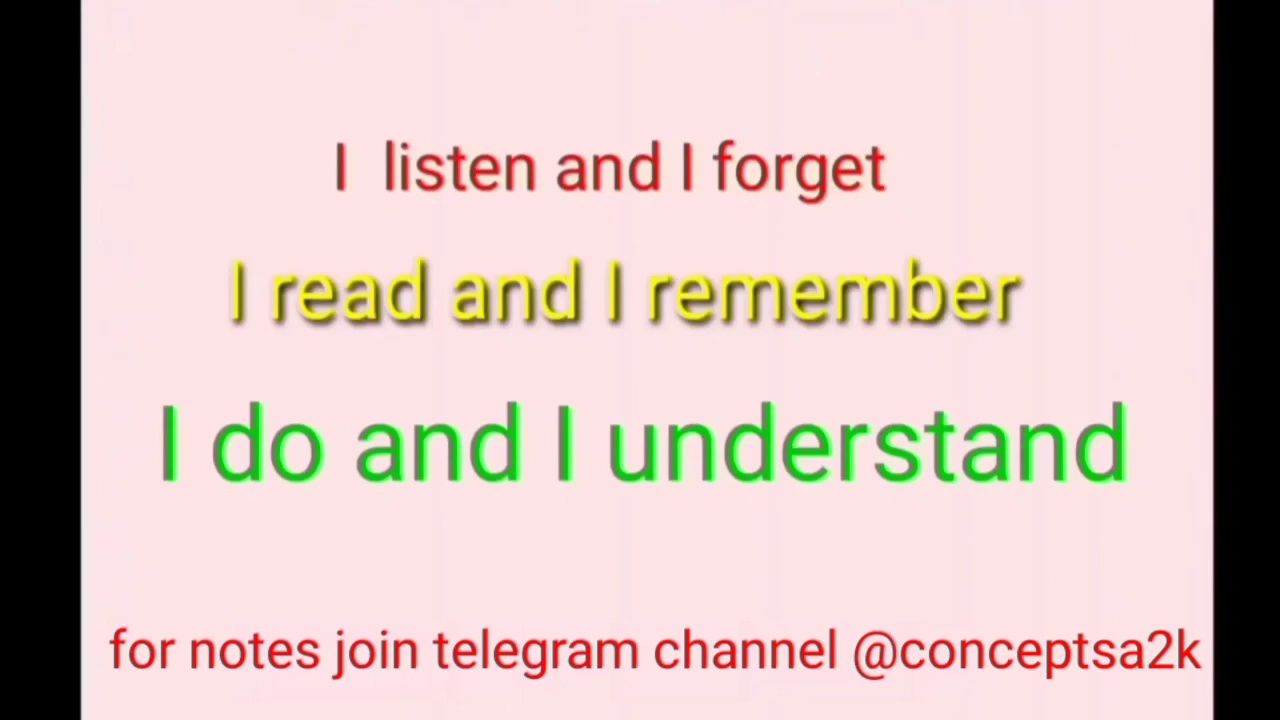 I listen and I forget
I read and I remember
I do and I understand
for notes join telegram channel @conceptsa2k